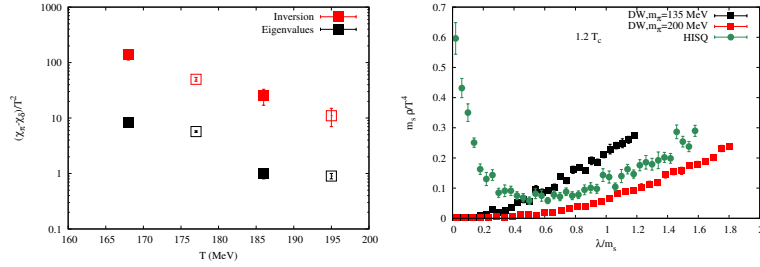 Inversion
Eigenvalues
(χπ-χδ)/T²
100
10
1
0.1
160 165 170 175 180 185 190 195 200
T (MeV)
DW,mπ=135 MeV
DW,mπ=200 MeV
HISQ
1.2 Tc
ms ρ/T⁴
0.7
0.6
0.5
0.4
0.3
0.2
0.1
0
0 0.2 0.4 0.6 0.8 1 1.2 1.4 1.6 1.8 2
λ/ms